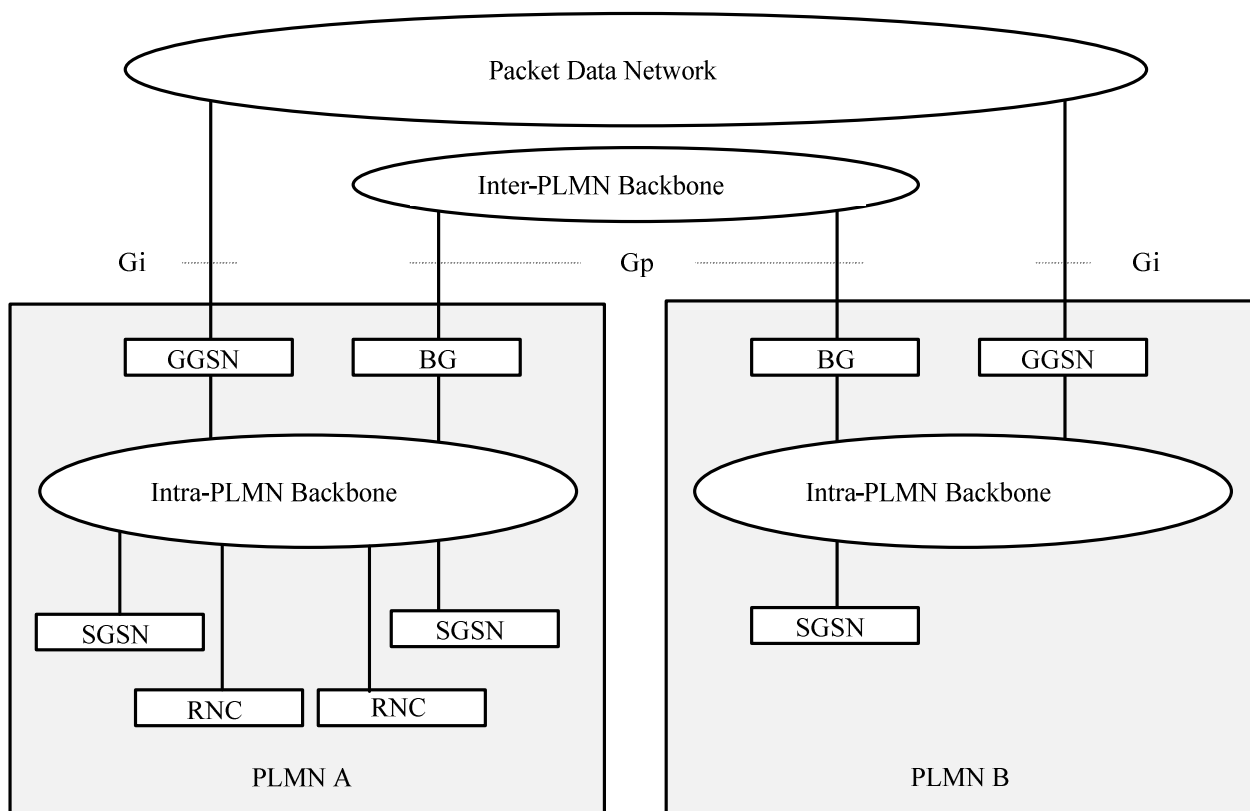 Packet Data Network
Inter-PLMN Backbone
Gi
Gp
Gi
GGSN
BG
BG
GGSN
Intra-PLMN Backbone
Intra-PLMN Backbone
SGSN
SGSN
SGSN
RNC
RNC
PLMN A
PLMN B